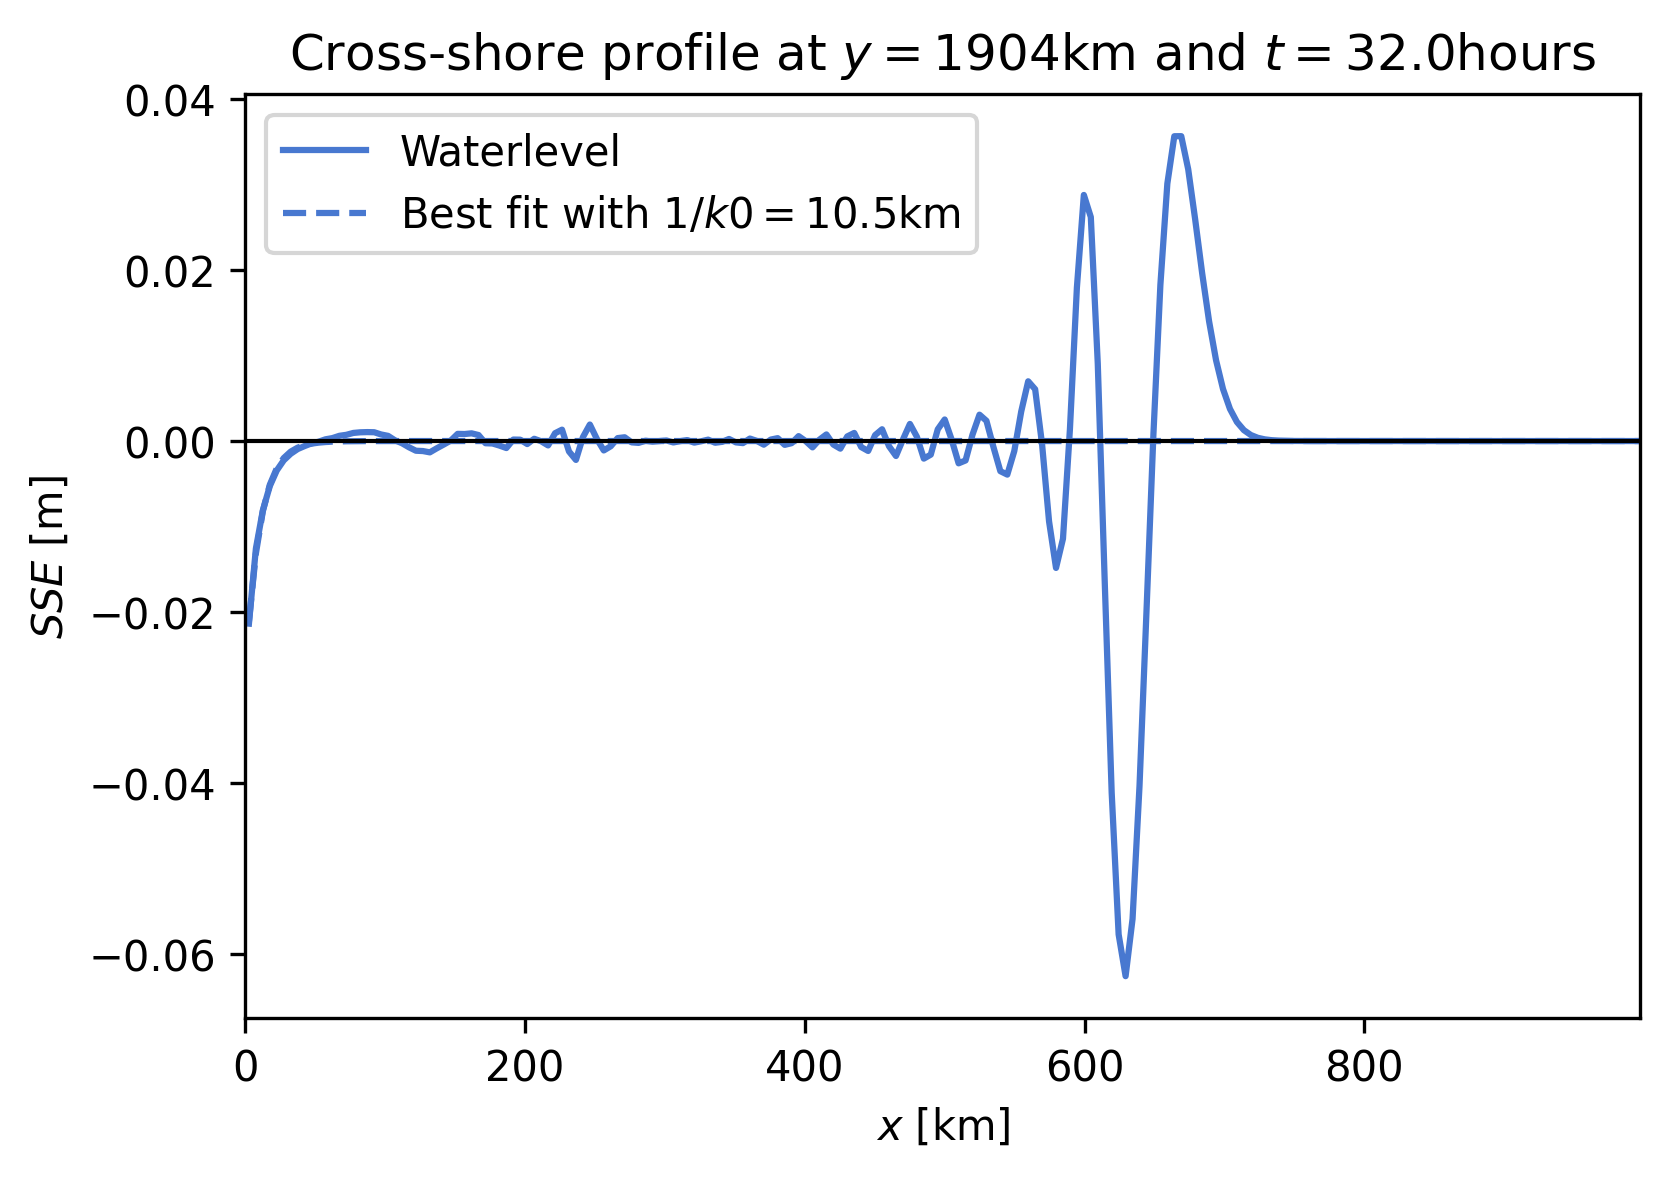 Cross-shore profile at y = 1904km and t = 32.0hours
0.04
0.02
0.00
−0.02
−0.04
−0.06
SSE [m]
Waterlevel
Best fit with 1/k0 = 10.5km
0 200 400 600 800
x [km]